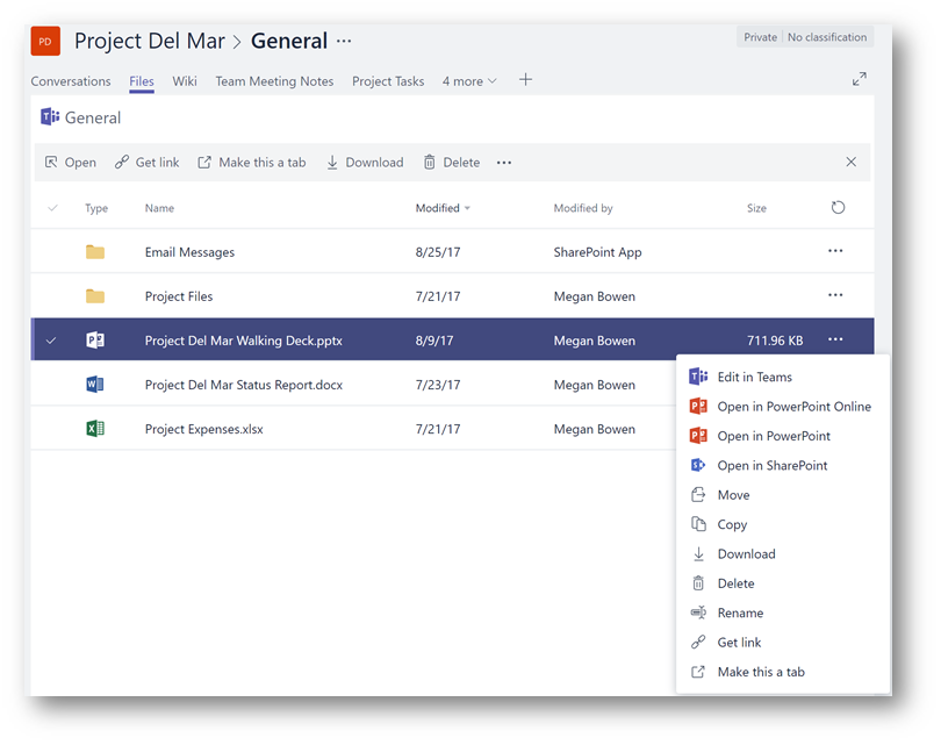 PD Project Del Mar > General ···
Private | No classification
Conversations Files Wiki Team Meeting Notes Project Tasks 4 more +
General
Open Get link Make this a tab Download Delete ···
Type Name Modified Modified by Size
Email Messages 8/25/17 SharePoint App ···
Project Files 7/21/17 Megan Bowen ···
Project Del Mar Walking Deck.pptx 8/9/17 Megan Bowen 711.96 KB ···
Project Del Mar Status Report.docx 7/23/17 Megan Bowen
Project Expenses.xlsx 7/21/17 Megan Bowen
Edit in Teams
Open in PowerPoint Online
Open in PowerPoint
Open in SharePoint
Move
Copy
Download
Delete
Rename
Get link
Make this a tab